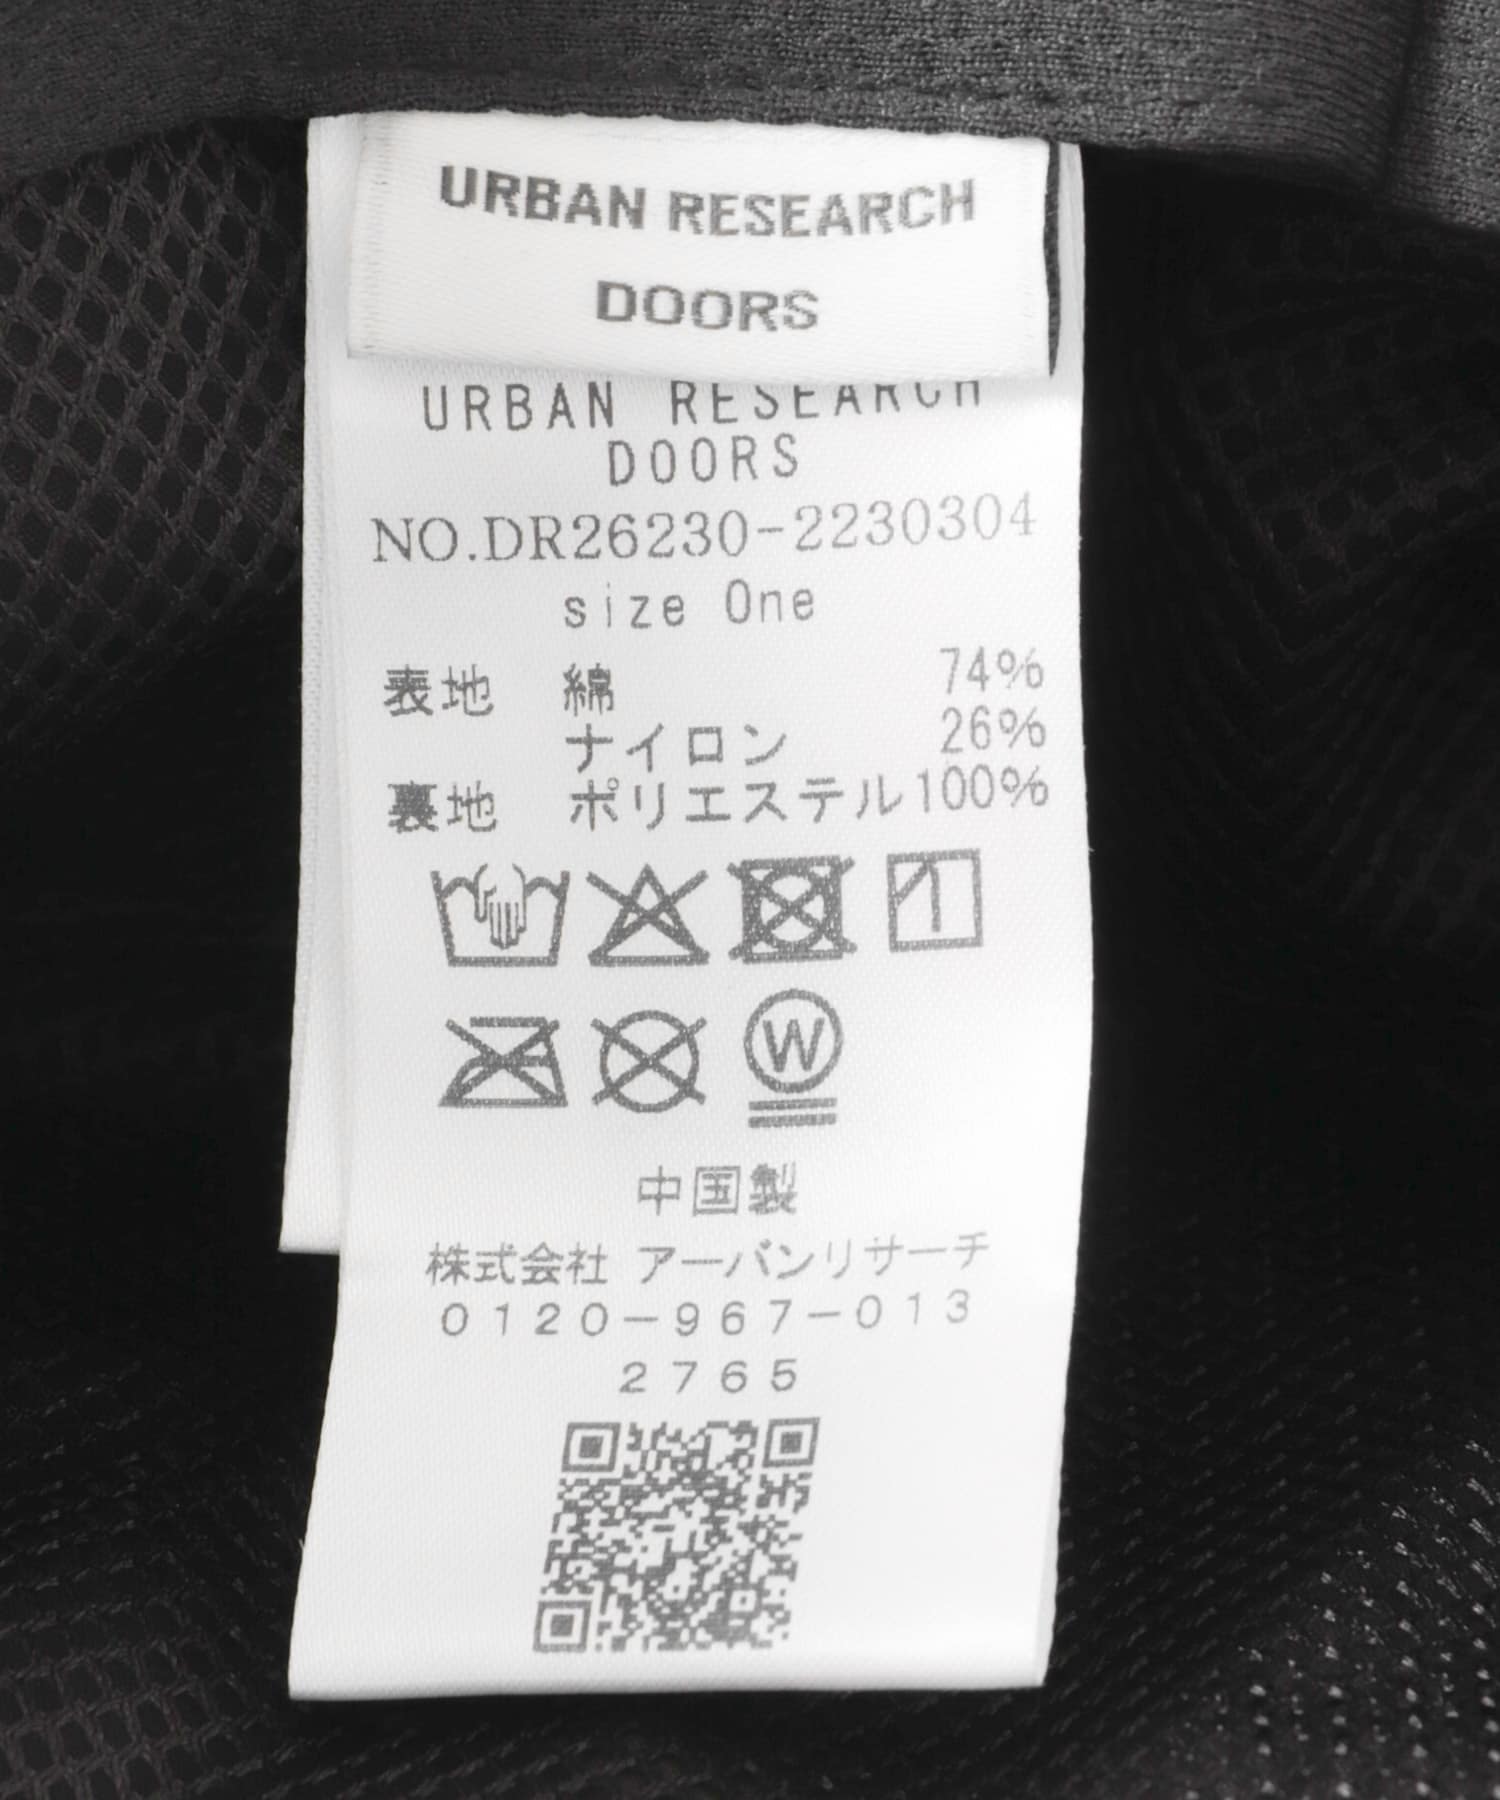 URBAN RESEARCH
DOORS
URBAN RESEARCH
DOORS
NO.DR26230-2230304
size One
表地 綿 74%
ナイロン 26%
裏地 ポリエステル100%
W
中国製
株式会社 アーバンリサーチ
0120-967-013
2765